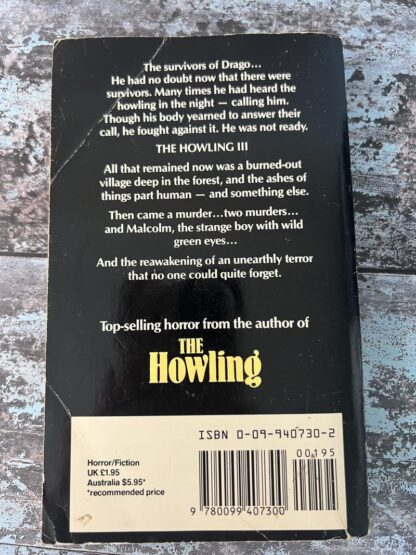 The survivors of Drago...
He had no doubt now that there were
survivors. Many times he had heard the
howling in the night — calling him.
Though his body yearned to answer their
call, he fought against it. He was not ready.
THE HOWLING III
All that remained now was a burned-out
village deep in the forest, and the ashes of
things part human — and something else.
Then came a murder...two murders...
and Malcolm, the strange boy with wild
green eyes...
And the reawakening of an unearthly terror
that no one could quite forget.
Top-selling horror from the author of
THE
Howling
ISBN 0-09-940730-2
00195
Horror/Fiction
UK £1.95
Australia $5.95*
*recommended price
9 780099 407300